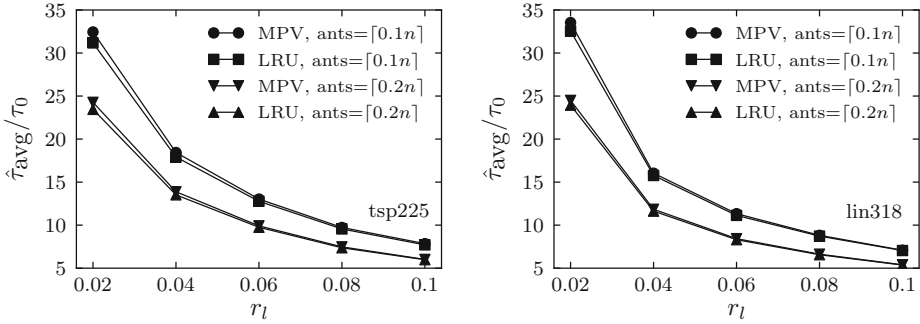 35
30
25
20
15
10
5
τ̂avg/τ0
MPV, ants=⌈0.1n⌉
LRU, ants=⌈0.1n⌉
MPV, ants=⌈0.2n⌉
LRU, ants=⌈0.2n⌉
tsp225
0.02 0.04 0.06 0.08 0.1
rl
35
30
25
20
15
10
5
τ̂avg/τ0
MPV, ants=⌈0.1n⌉
LRU, ants=⌈0.1n⌉
MPV, ants=⌈0.2n⌉
LRU, ants=⌈0.2n⌉
lin318
0.02 0.04 0.06 0.08 0.1
rl